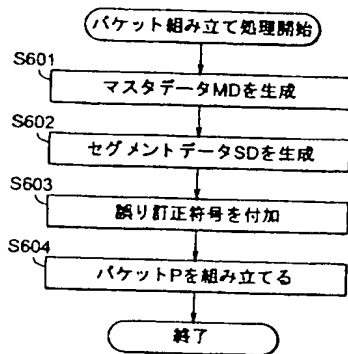 パケット組み立て処理開始
S601
マスタデータMDを生成
S602
セグメントデータSDを生成
S603
誤り訂正符号を付加
S604
パケットPを組み立てる
終了